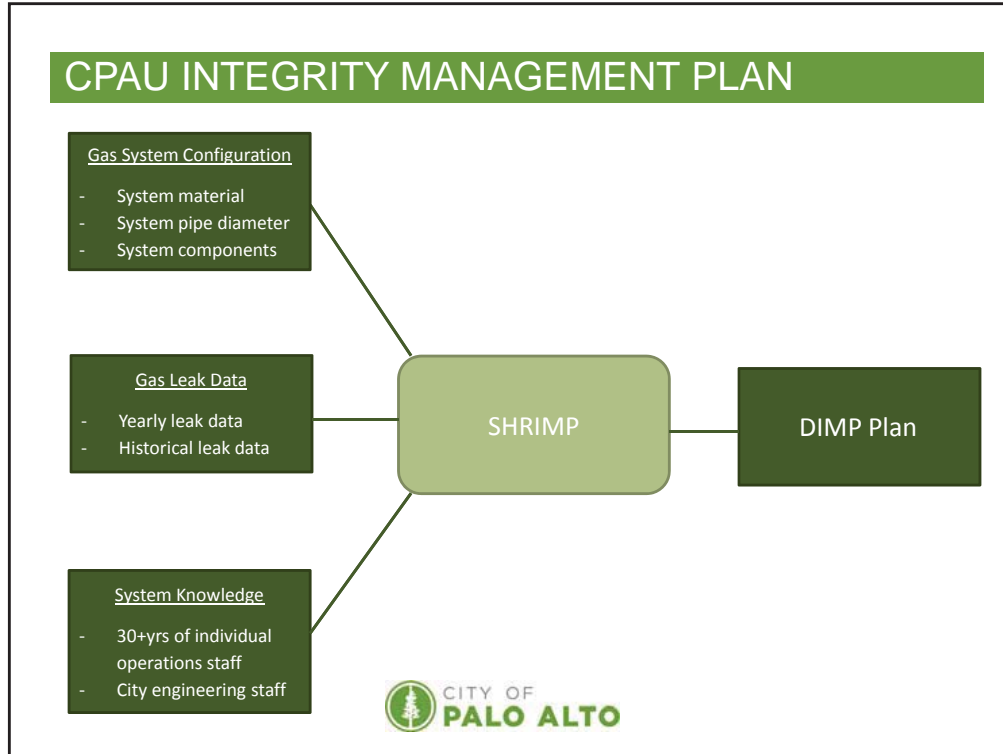 CPAU INTEGRITY MANAGEMENT PLAN
Gas System Configuration
- System material
- System pipe diameter
- System components
Gas Leak Data
- Yearly leak data
- Historical leak data
System Knowledge
- 30+yrs of individual
operations staff
- City engineering staff
SHRIMP
DIMP Plan
CITY OF
PALO ALTO